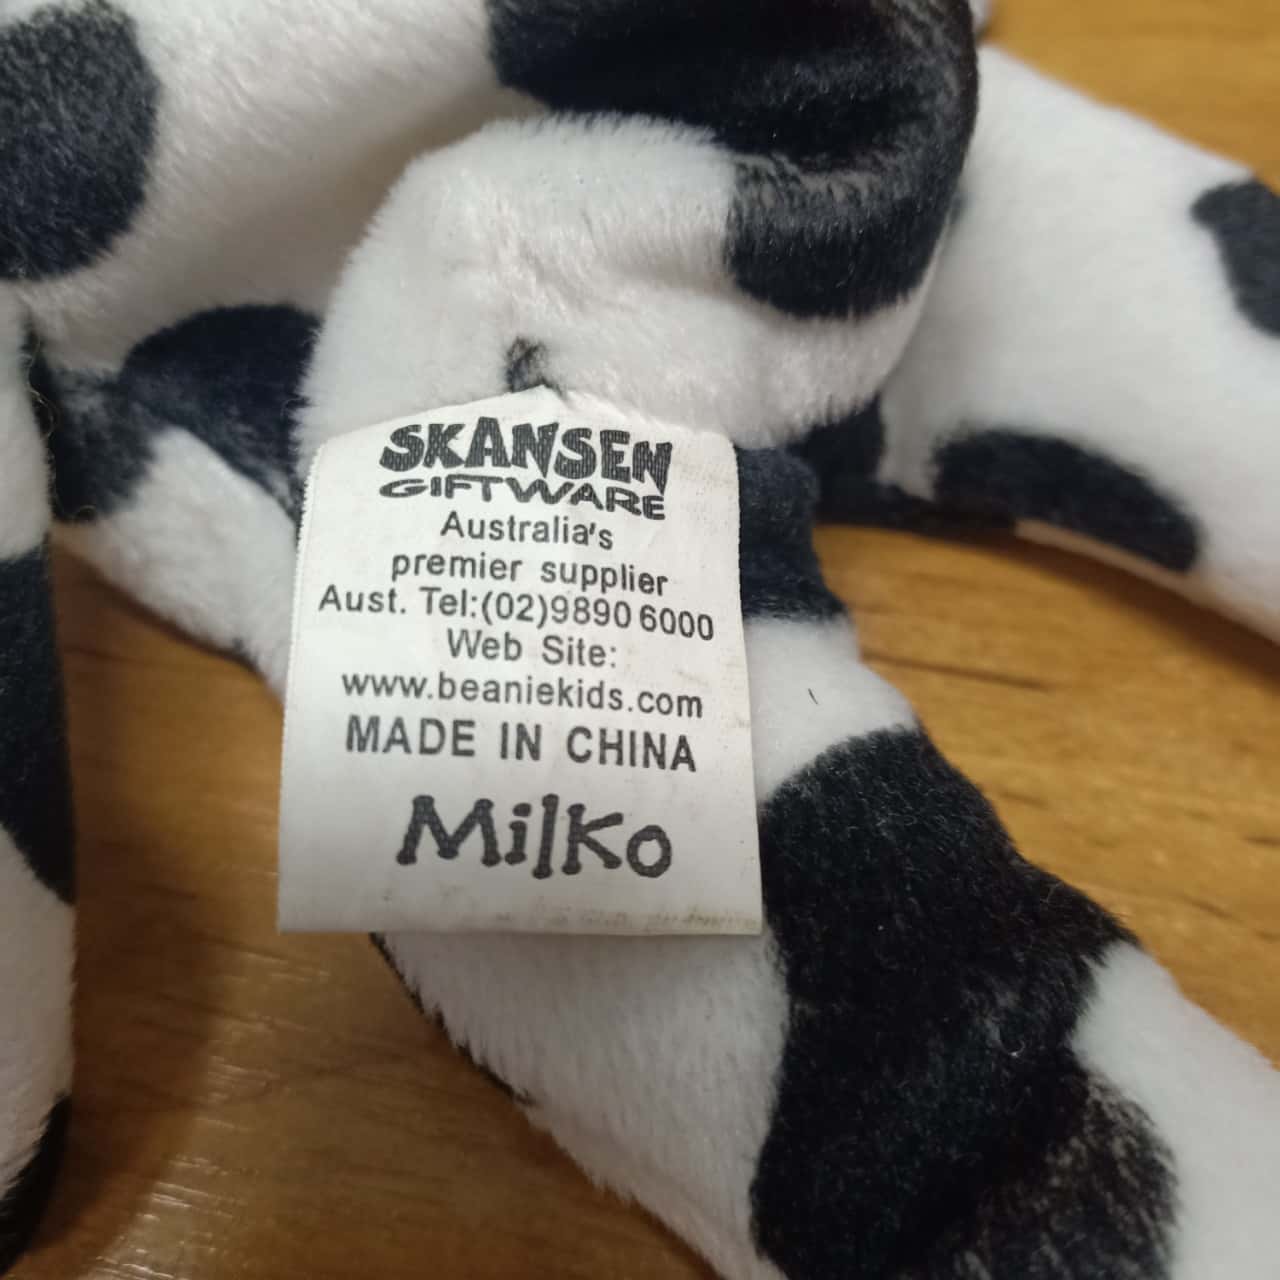 SKANSEN
GIFTWARE
Australia's
premier supplier
Aust. Tel:(02)9890 6000
Web Site:
www.beaniekids.com
MADE IN CHINA
Milko